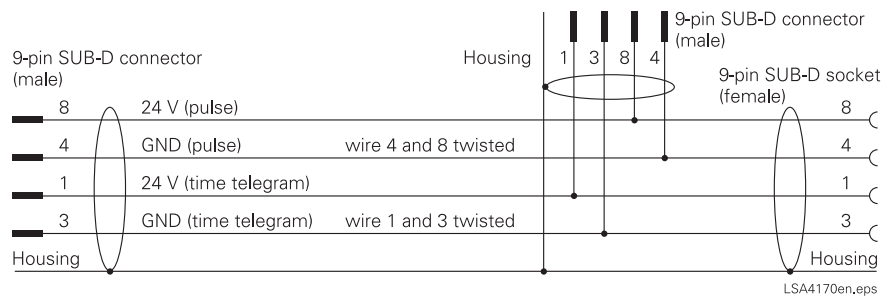 9-pin SUB-D connector
(male)
Housing
1 3 8 4
9-pin SUB-D connector
(male)
9-pin SUB-D socket
(female)
8 24 V (pulse) 8
4 GND (pulse) wire 4 and 8 twisted 4
1 24 V (time telegram) 1
3 GND (time telegram) wire 1 and 3 twisted 3
Housing Housing
LSA4170en.eps